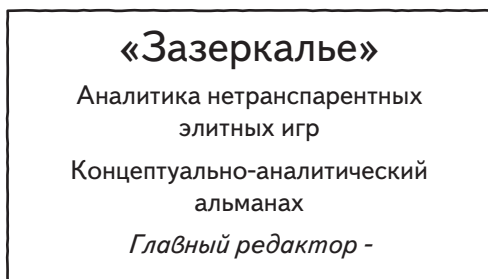 «Зазеркалье»
Аналитика нетранспарентных
элитных игр
Концептуально-аналитический
альманах
Главный редактор -